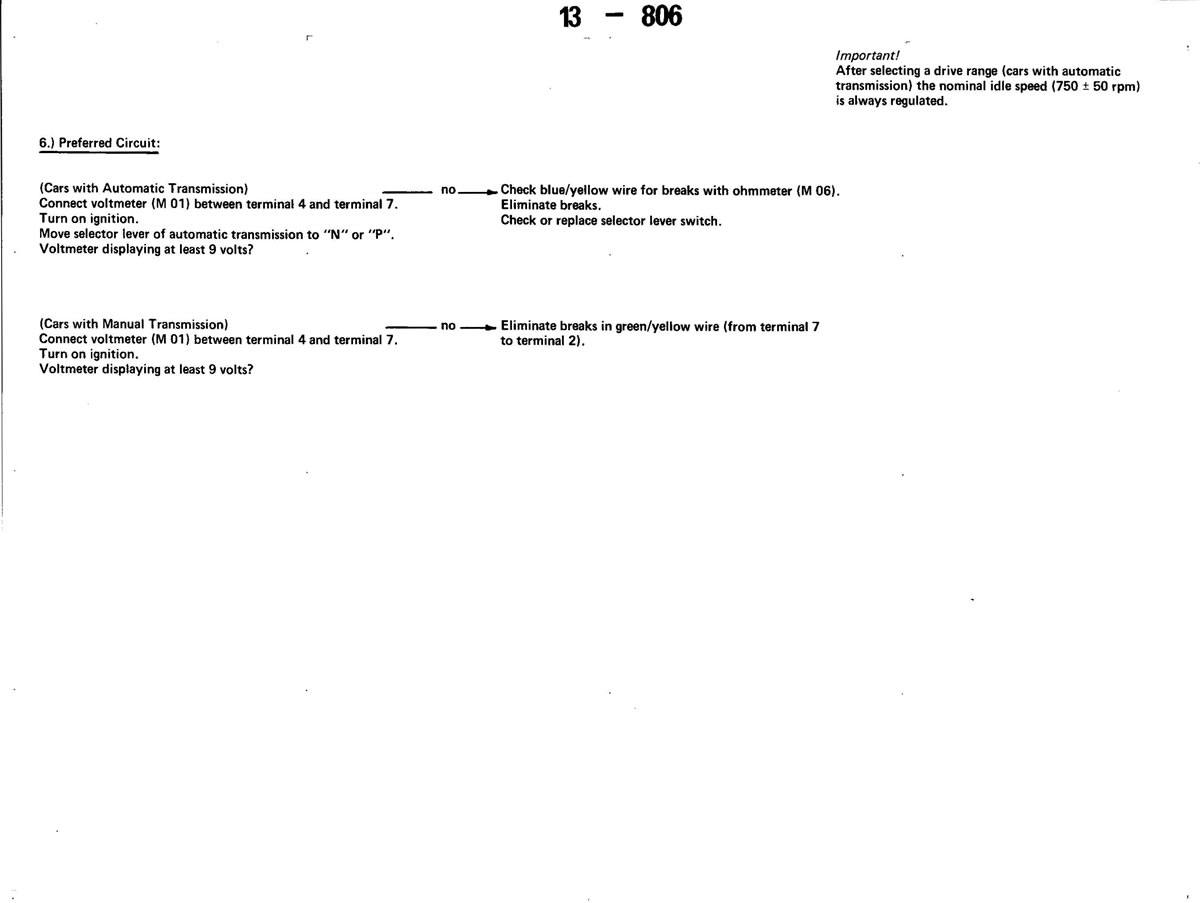 13 – 806
Important!
After selecting a drive range (cars with automatic
transmission) the nominal idle speed (750 ± 50 rpm)
is always regulated.
6.) Preferred Circuit:
(Cars with Automatic Transmission)
Connect voltmeter (M 01) between terminal 4 and terminal 7.
Turn on ignition.
Move selector lever of automatic transmission to "N" or "P".
Voltmeter displaying at least 9 volts?
no
Check blue/yellow wire for breaks with ohmmeter (M 06).
Eliminate breaks.
Check or replace selector lever switch.
(Cars with Manual Transmission)
Connect voltmeter (M 01) between terminal 4 and terminal 7.
Turn on ignition.
Voltmeter displaying at least 9 volts?
no
Eliminate breaks in green/yellow wire (from terminal 7
to terminal 2).